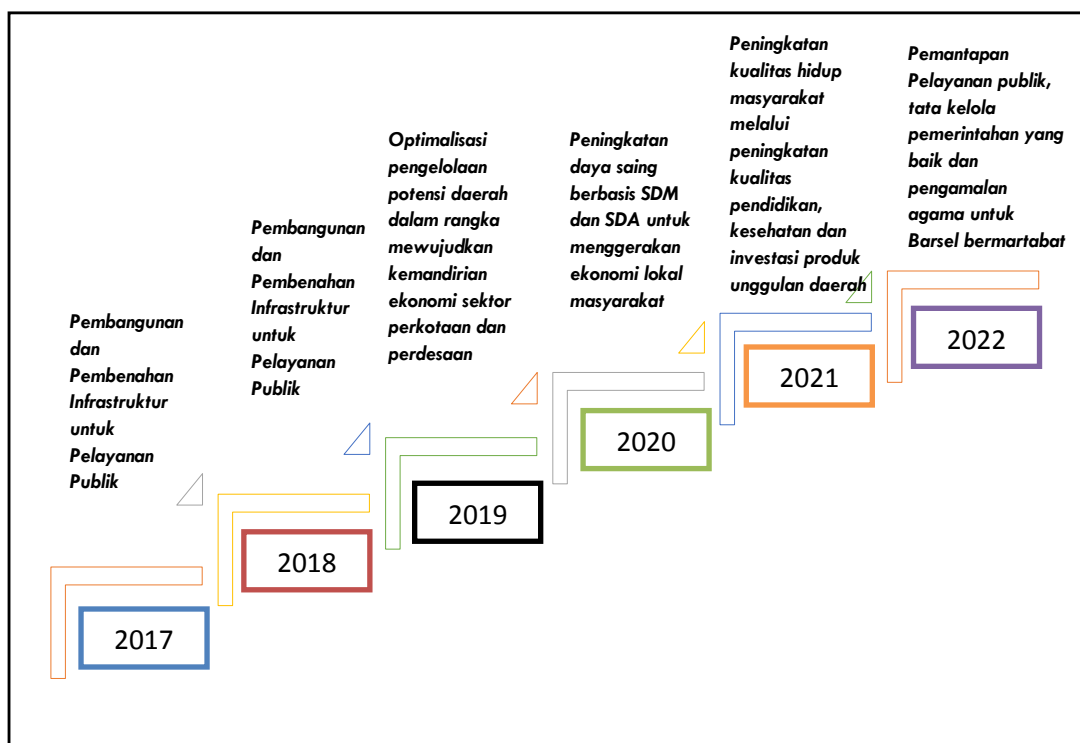 Pembangunan
dan
Pembenahan
Infrastruktur
untuk
Pelayanan
Publik
2017
Pembangunan
dan
Pembenahan
Infrastruktur
untuk
Pelayanan
Publik
2018
Optimalisasi
pengelolaan
potensi daerah
dalam rangka
mewujudkan
kemandirian
ekonomi sektor
perkotaan dan
perdesaan
2019
Peningkatan
daya saing
berbasis SDM
dan SDA untuk
menggerakan
ekonomi lokal
masyarakat
2020
Peningkatan
kualitas hidup
masyarakat
melalui
peningkatan
kualitas
pendidikan,
kesehatan dan
investasi produk
unggulan daerah
2021
Pemantapan
Pelayanan publik,
tata kelola
pemerintahan yang
baik dan
pengamalan
agama untuk
Barsel bermartabat
2022